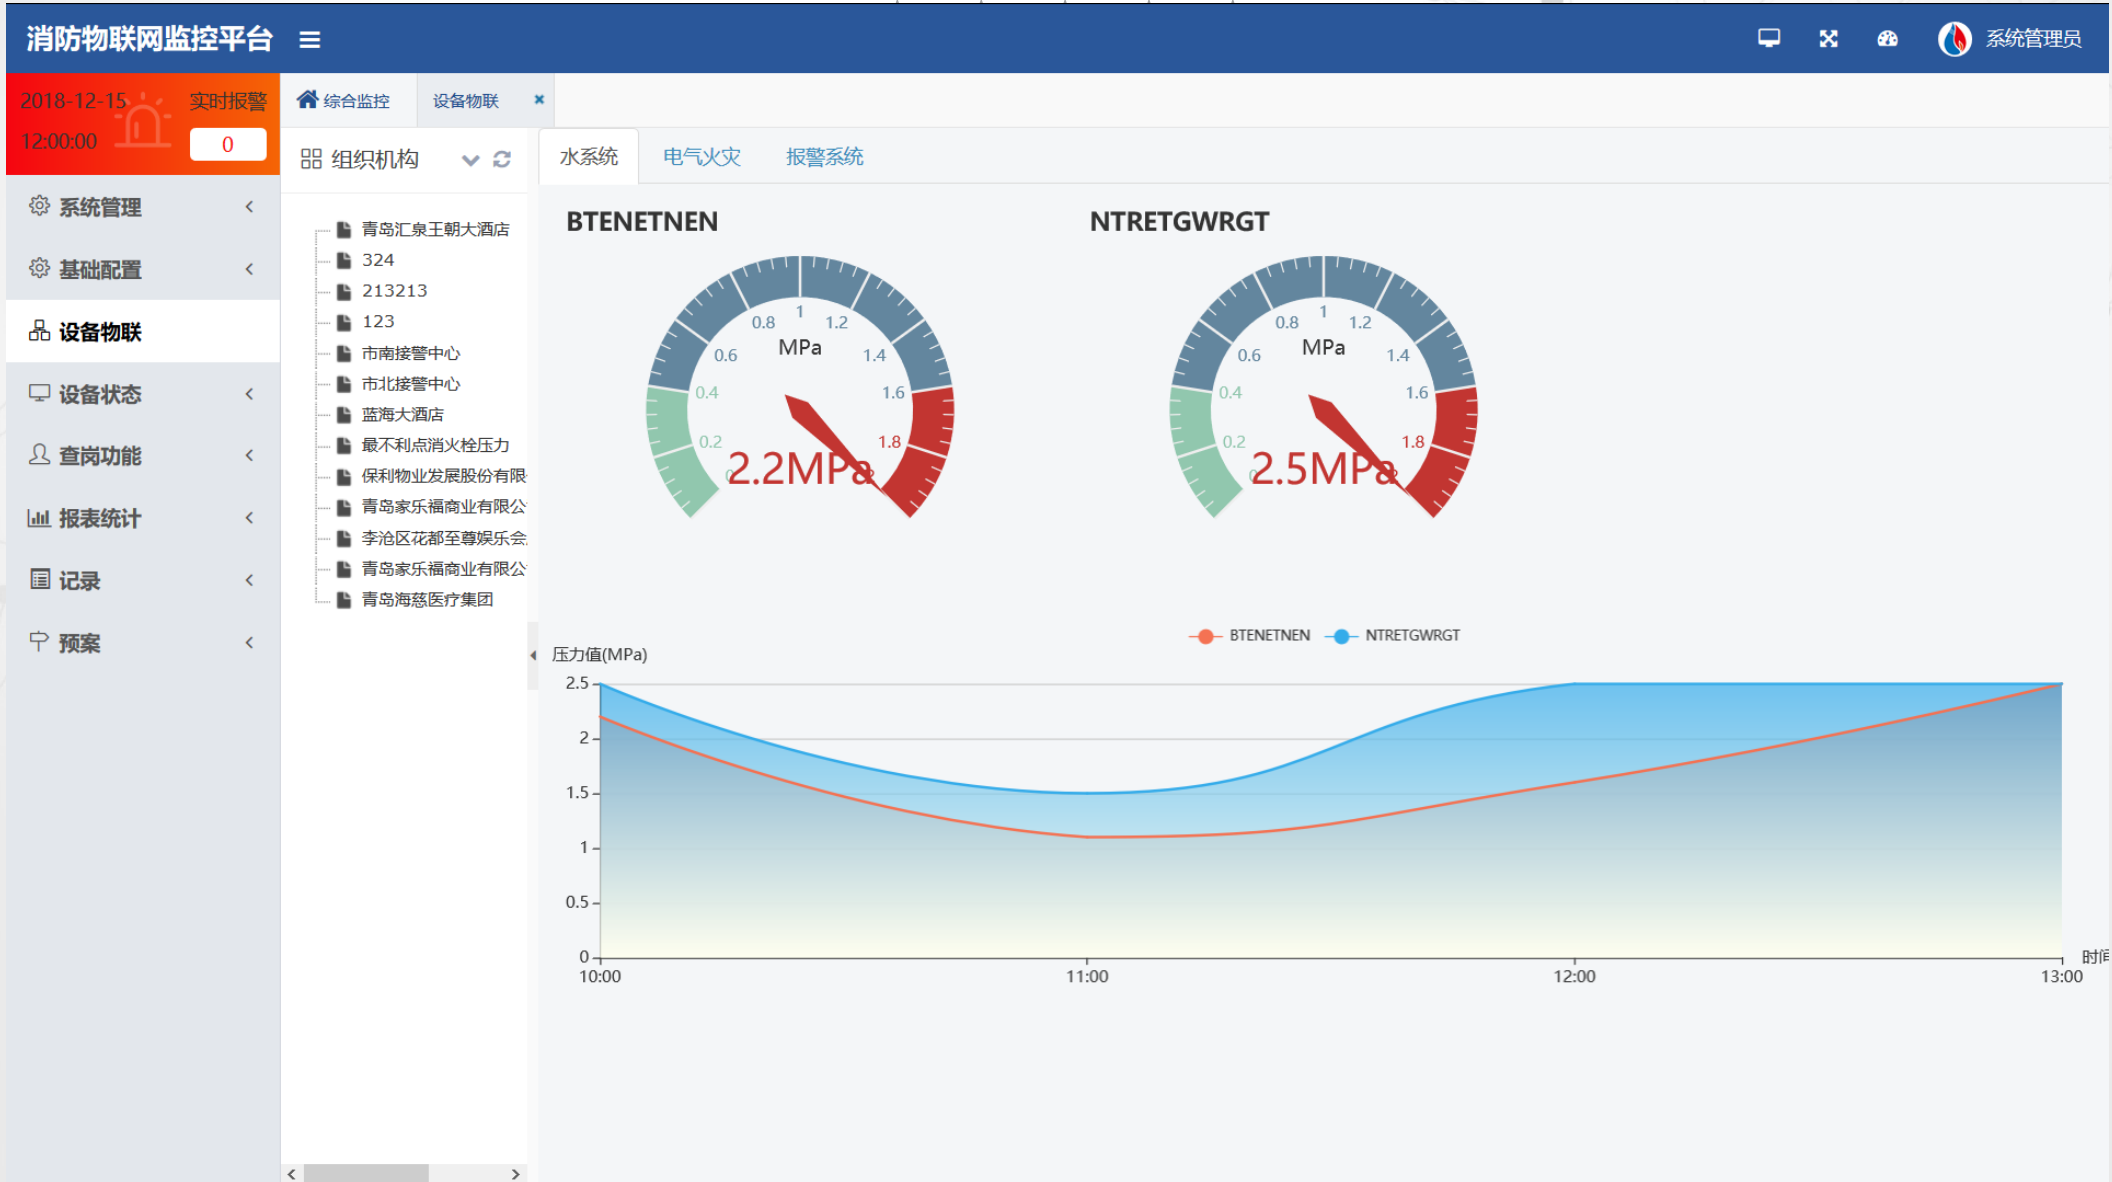 消防物联网监控平台
系统管理员
2018-12-15 实时报警
12:00:00 0
综合监控 设备物联
系统管理
基础配置
设备物联
设备状态
查岗功能
报表统计
记录
预案
组织机构
青岛汇泉王朝大酒店
324
213213
123
市南接警中心
市北接警中心
蓝海大酒店
最不利点消火栓压力
保利物业发展股份有限
青岛家乐福商业有限公
李沧区花都至尊娱乐会
青岛家乐福商业有限公
青岛海慈医疗集团
水系统 电气火灾 报警系统
BTENETNEN
0 0.2 0.4 0.6 0.8 1 1.2 1.4 1.6 1.8
MPa
2.2MPa
NTRETGWRGT
0 0.2 0.4 0.6 0.8 1 1.2 1.4 1.6 1.8
MPa
2.5MPa
BTENETNEN NTRETGWRGT
压力值(MPa)
2.5
2
1.5
1
0.5
0
10:00 11:00 12:00 13:00
时间